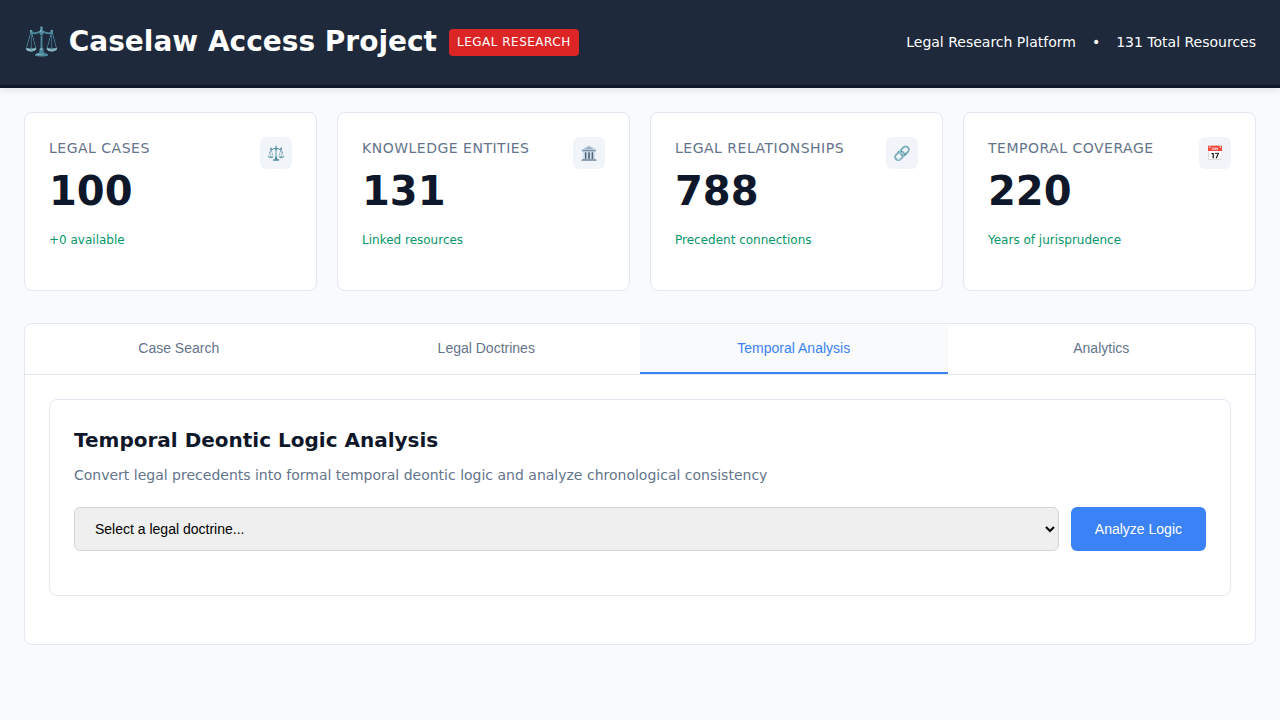 Caselaw Access Project LEGAL RESEARCH
Legal Research Platform • 131 Total Resources
LEGAL CASES
100
+0 available
KNOWLEDGE ENTITIES
131
Linked resources
LEGAL RELATIONSHIPS
788
Precedent connections
TEMPORAL COVERAGE
220
Years of jurisprudence
Case Search
Legal Doctrines
Temporal Analysis
Analytics
Temporal Deontic Logic Analysis
Convert legal precedents into formal temporal deontic logic and analyze chronological consistency
Select a legal doctrine...
Analyze Logic